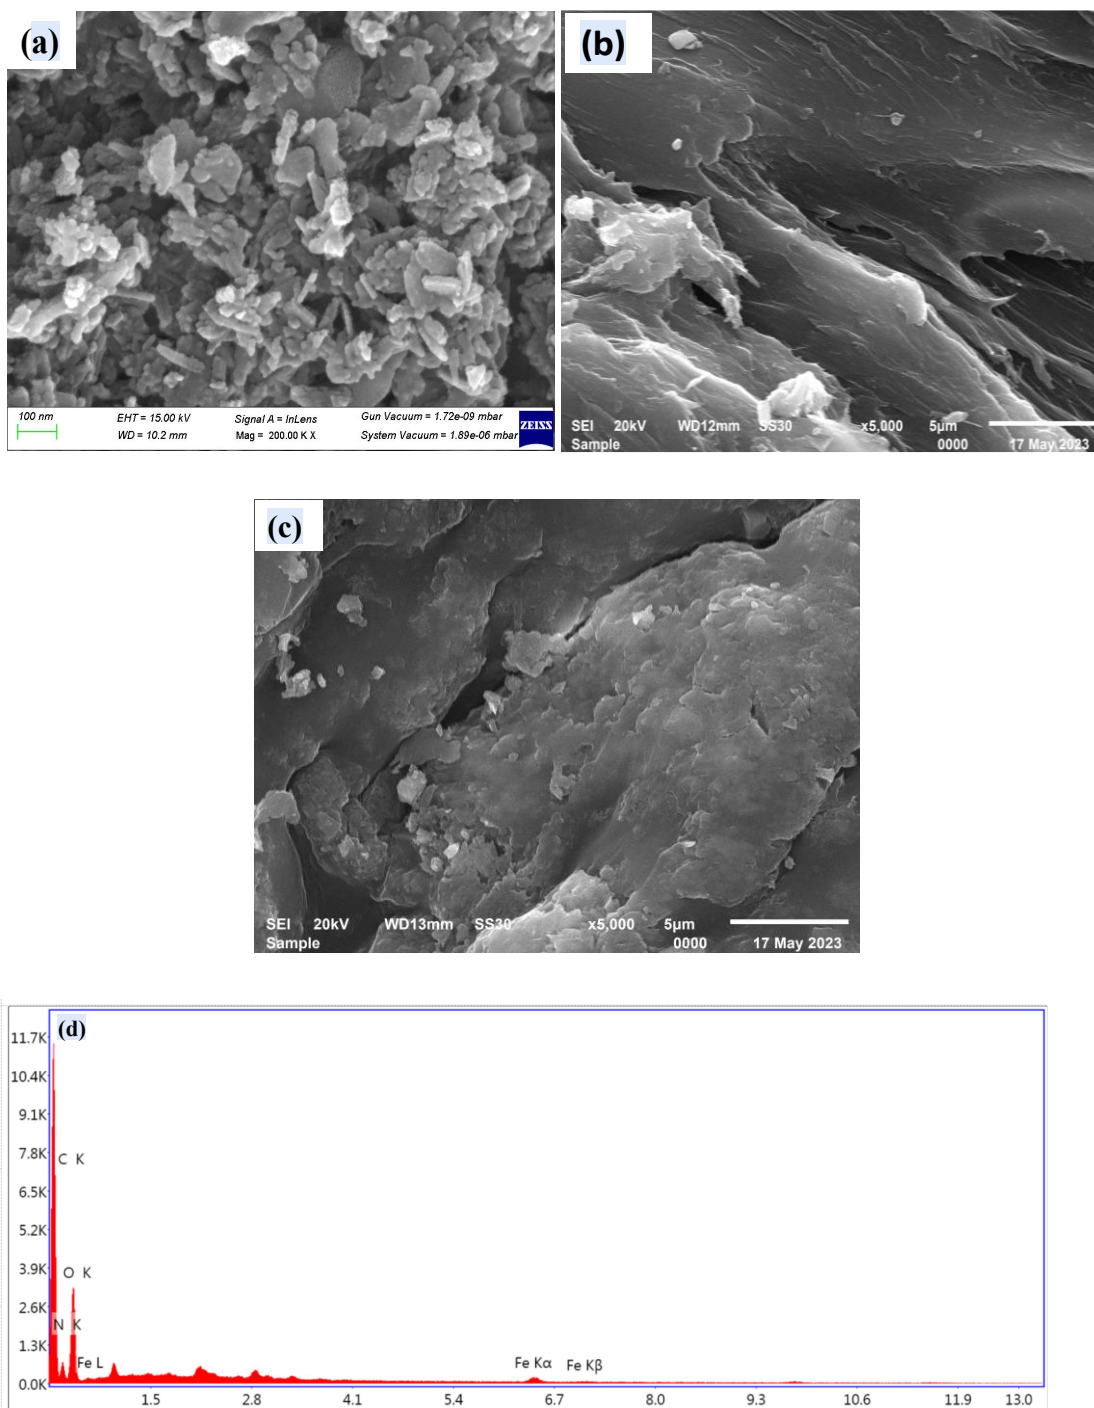 (a)
100 nm EHT = 15.00 kV Signal A = InLens Gun Vacuum = 1.72e-09 mbar
WD = 10.2 mm Mag = 200.00 K X System Vacuum = 1.89e-06 mbar
ZEISS
(b)
SEI 20kV WD12mm SS30 x5,000 5µm
Sample 0000 17 May 2023
(c)
SEI 20kV WD13mm SS30 x5,000 5µm
Sample 0000 17 May 2023
(d)
11.7K
10.4K
9.1K
7.8K
C K
6.5K
5.2K
3.9K
O K
2.6K
N K
1.3K
Fe L
Fe Kα Fe Kβ
0.0K
1.5 2.8 4.1 5.4 6.7 8.0 9.3 10.6 11.9 13.0